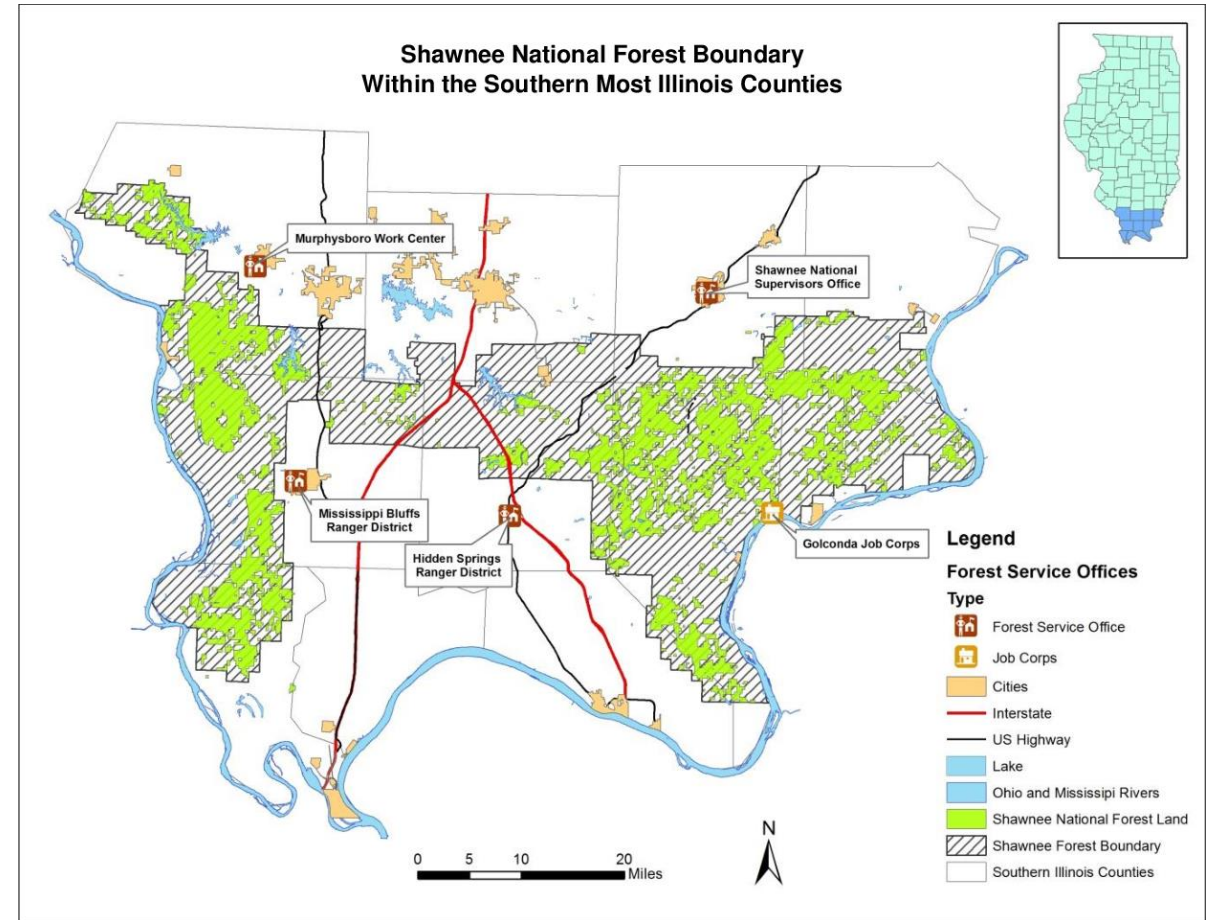 Shawnee National Forest Boundary
Within the Southern Most Illinois Counties
Murphysboro Work Center
Shawnee National
Supervisors Office
Mississippi Bluffs
Ranger District
Hidden Springs
Ranger District
Golconda Job Corps
Legend
Forest Service Offices
Type
Forest Service Office
Job Corps
Cities
Interstate
US Highway
Lake
Ohio and Mississipi Rivers
Shawnee National Forest Land
Shawnee Forest Boundary
Southern Illinois Counties
N
0 5 10 20
Miles